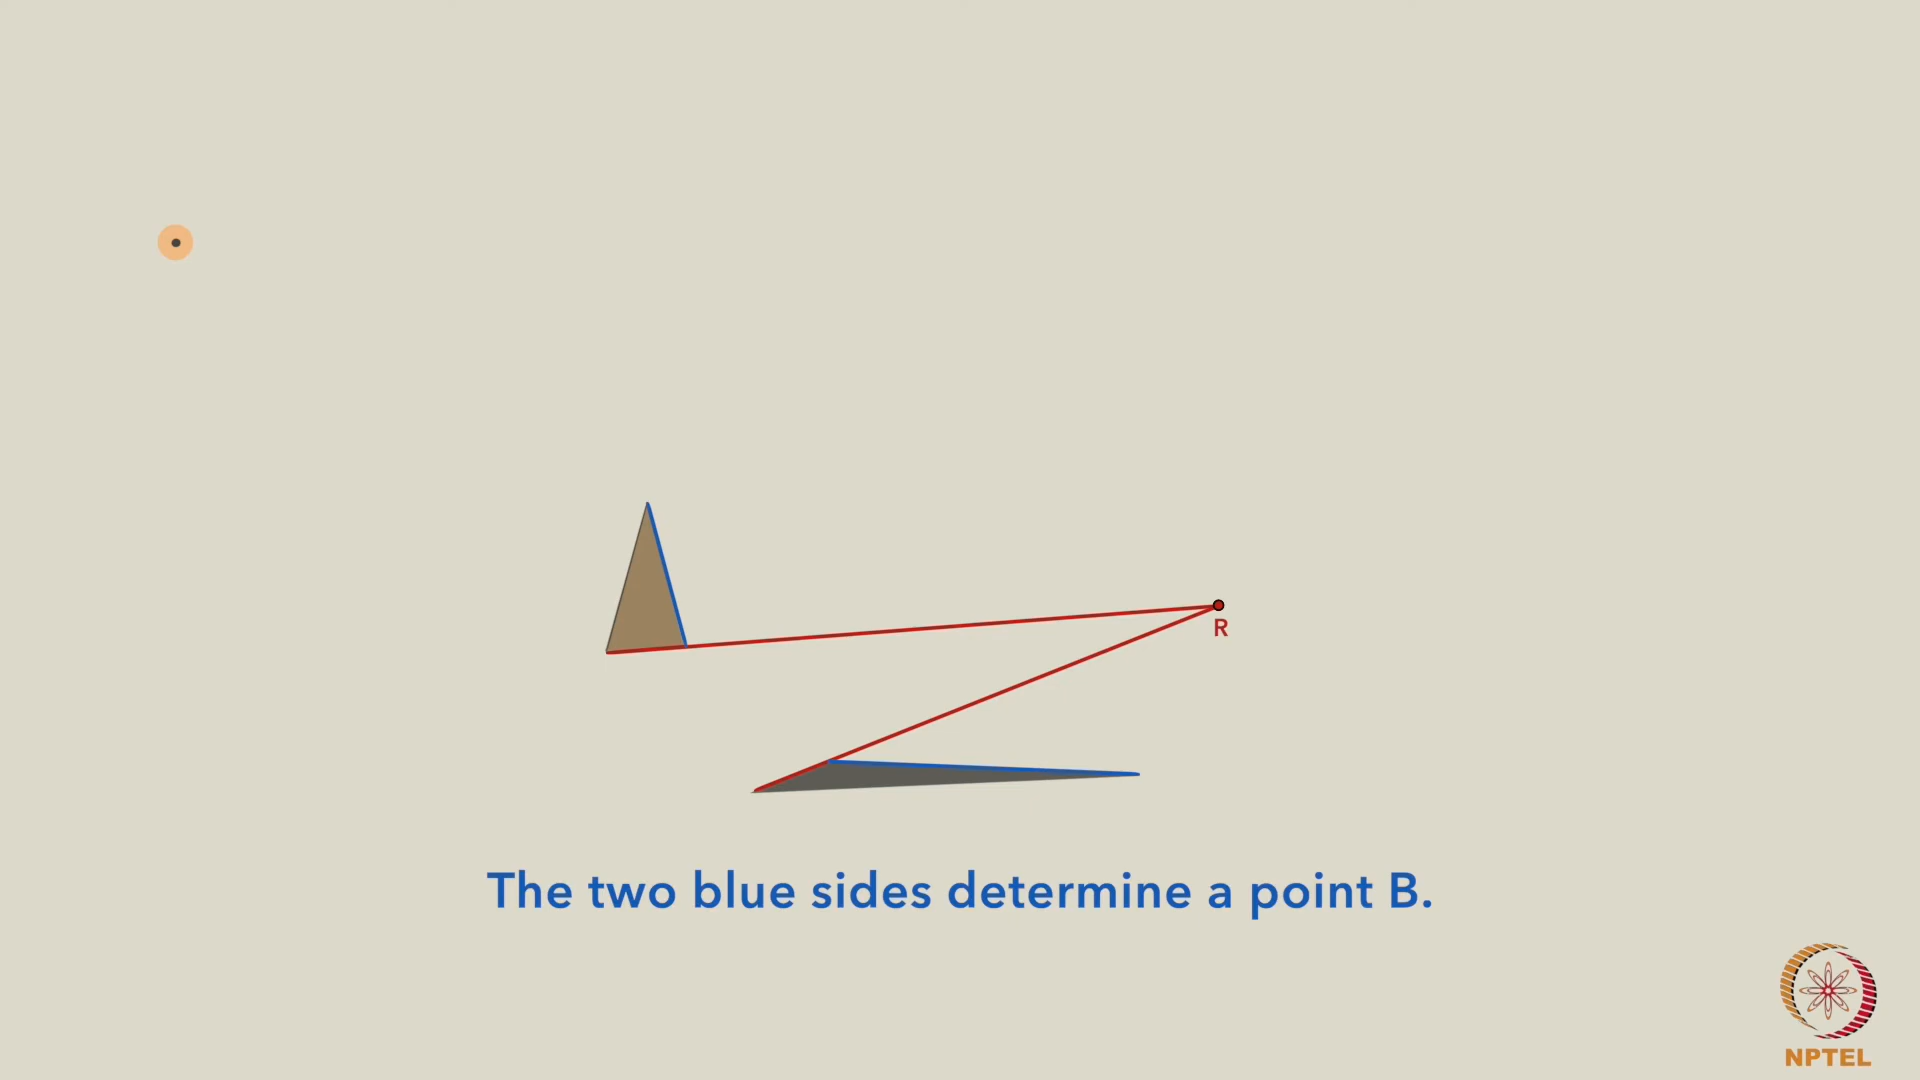 R
The two blue sides determine a point B.
NPTEL